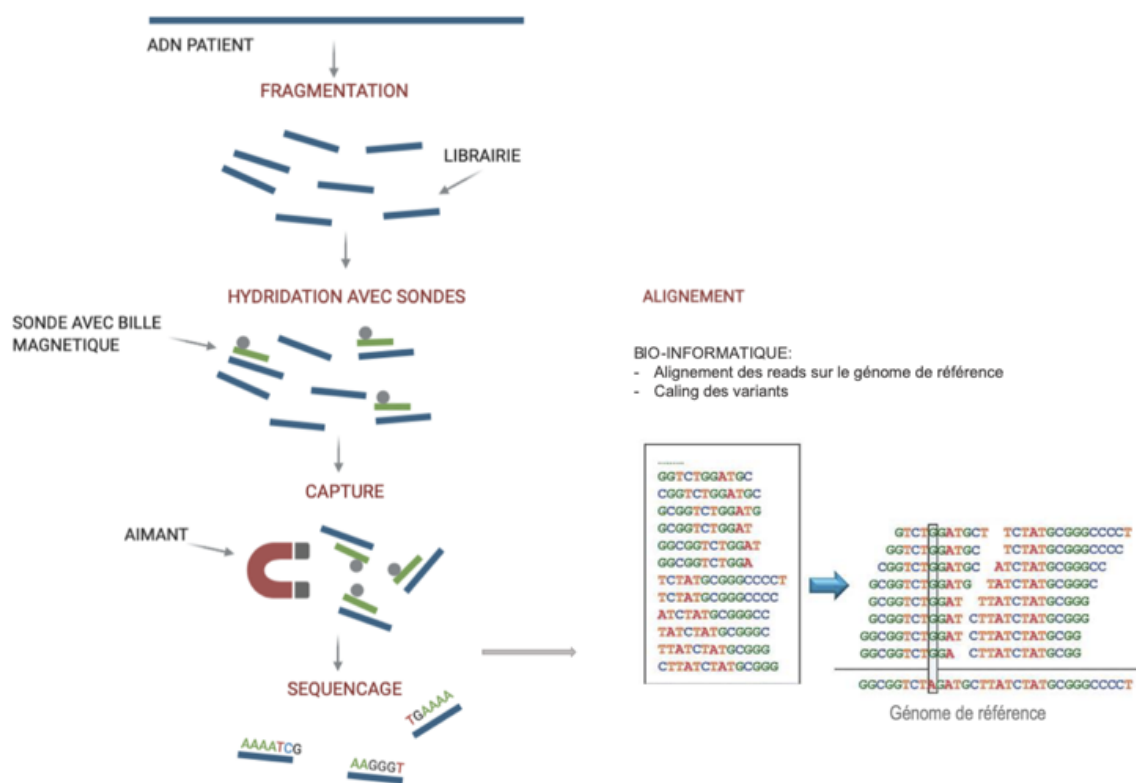 ADN PATIENT
FRAGMENTATION
LIBRAIRIE
HYDRIDATION AVEC SONDES
SONDE AVEC BILLE
MAGNETIQUE
CAPTURE
AIMANT
SEQUENCAGE
TGAAAA
AAAATCG
AAGGGT
ALIGNEMENT
BIO-INFORMATIQUE:
- Alignement des reads sur le génome de référence
- Caling des variants
GGTCTGGATGC
CGGTCTGGATGC
GCGGTCTGGATG
GCGGTCTGGAT
GGCGGTCTGGAT
GGCGGTCTGGA
TCTATGCGGGCCCCT
TCTATGCGGGCCCC
ATCTATGCGGGCC
TATCTATGCGGGC
TTATCTATGCGGG
CTTATCTATGCGGG
GTCTGGATGCT TCTATGCGGGCCCCT
GGTCTGGATGC TCTATGCGGGCCCC
CGGTCTGGATGC ATCTATGCGGGCC
GCGGTCTGGATG TATCTATGCGGGC
GCGGTCTGGAT TTATCTATGCGGG
GCGGTCTGGAT CTTATCTATGCGGG
GGCGGTCTGGAT CTTATCTATGCGG
GGCGGTCTGGA CTTATCTATGCGG
GGCGGTCTAGATGCTTATCTATGCGGGCCCCT
Génome de référence